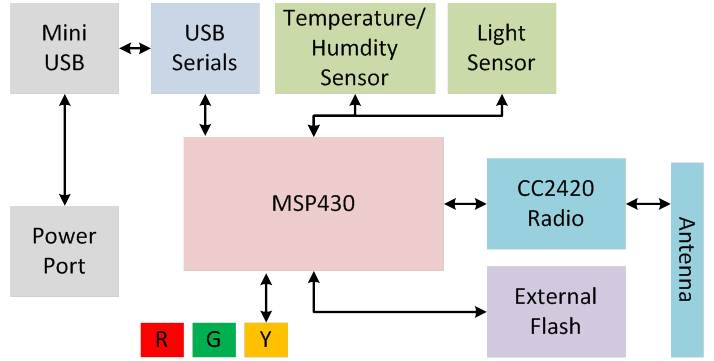 Mini
USB
USB
Serials
Temperature/
Humdity
Sensor
Light
Sensor
MSP430
CC2420
Radio
Antenna
Power
Port
External
Flash
R
G
Y